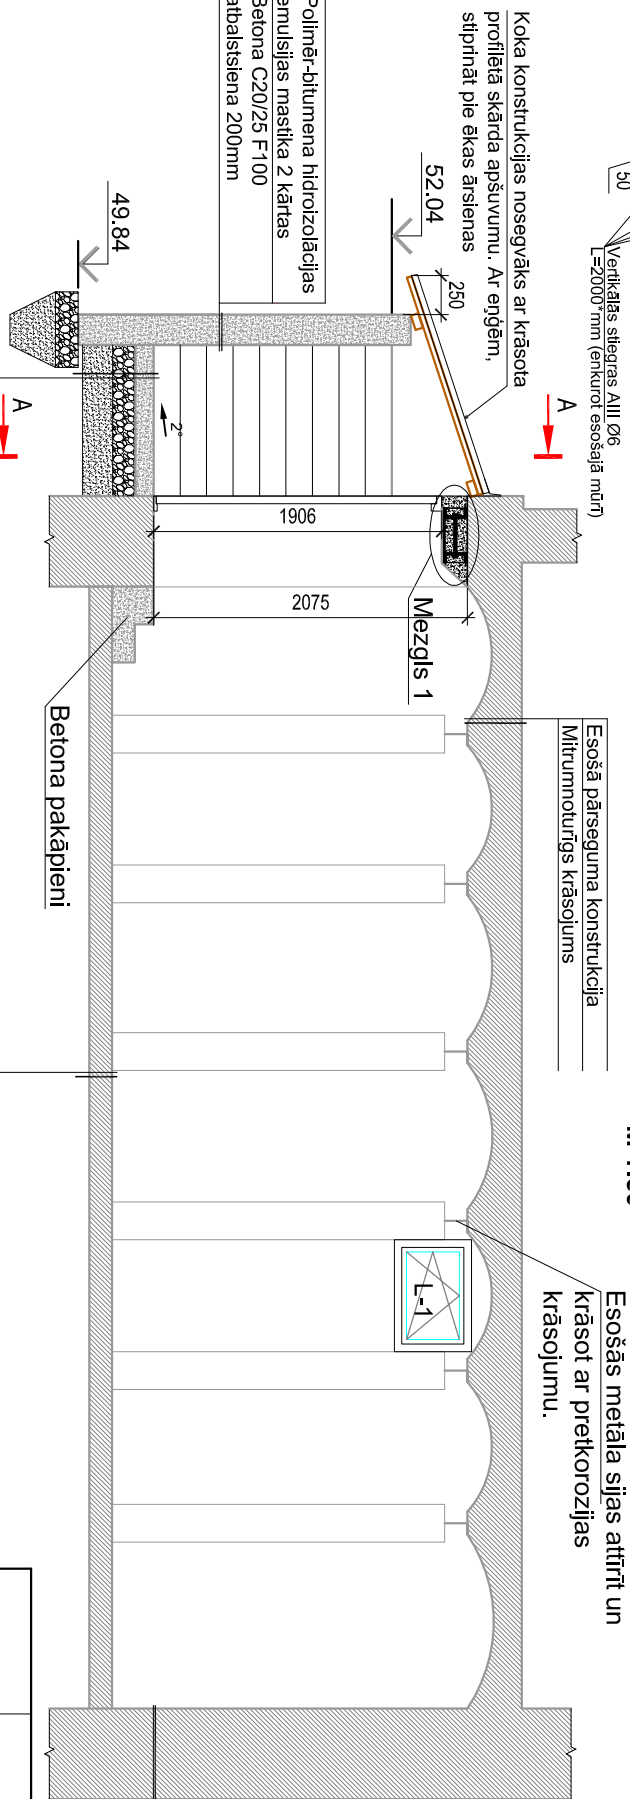 50
Vertikālās stiegras AIII Ø6
L=2000*mm (enkurot esošajā mūrī)
Koka konstrukcijas nosegvāks ar krāsota
profilētā skārda apšuvumu. Ar eņģēm,
stiprināt pie ēkas ārsienas
52.04
250
A
Polimēr-bitumena hidroizolācijas
emulsijas mastika 2 kārtas
Betona C20/25 F100
atbalstsiena 200mm
49.84
A
2°
1906
2075
Mezgls 1
Betona pakāpieni
Esošā pārseguma konstrukcija
Mitrumnoturīgs krāsojums
L-1
Esošās metāla sijas attīrīt un
krāsot ar pretkorozijas
krāsojumu.